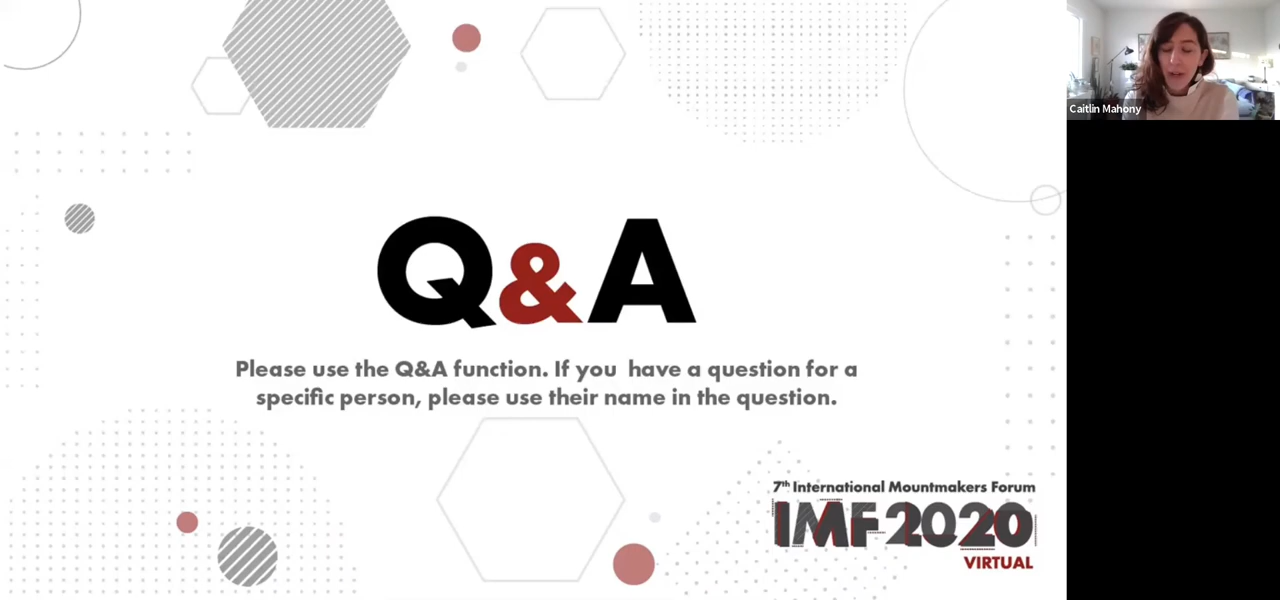 Caitlin Mahony
Q&A
Please use the Q&A function. If you have a question for a
specific person, please use their name in the question.
7th International Mountmakers Forum
IMF 2020
VIRTUAL